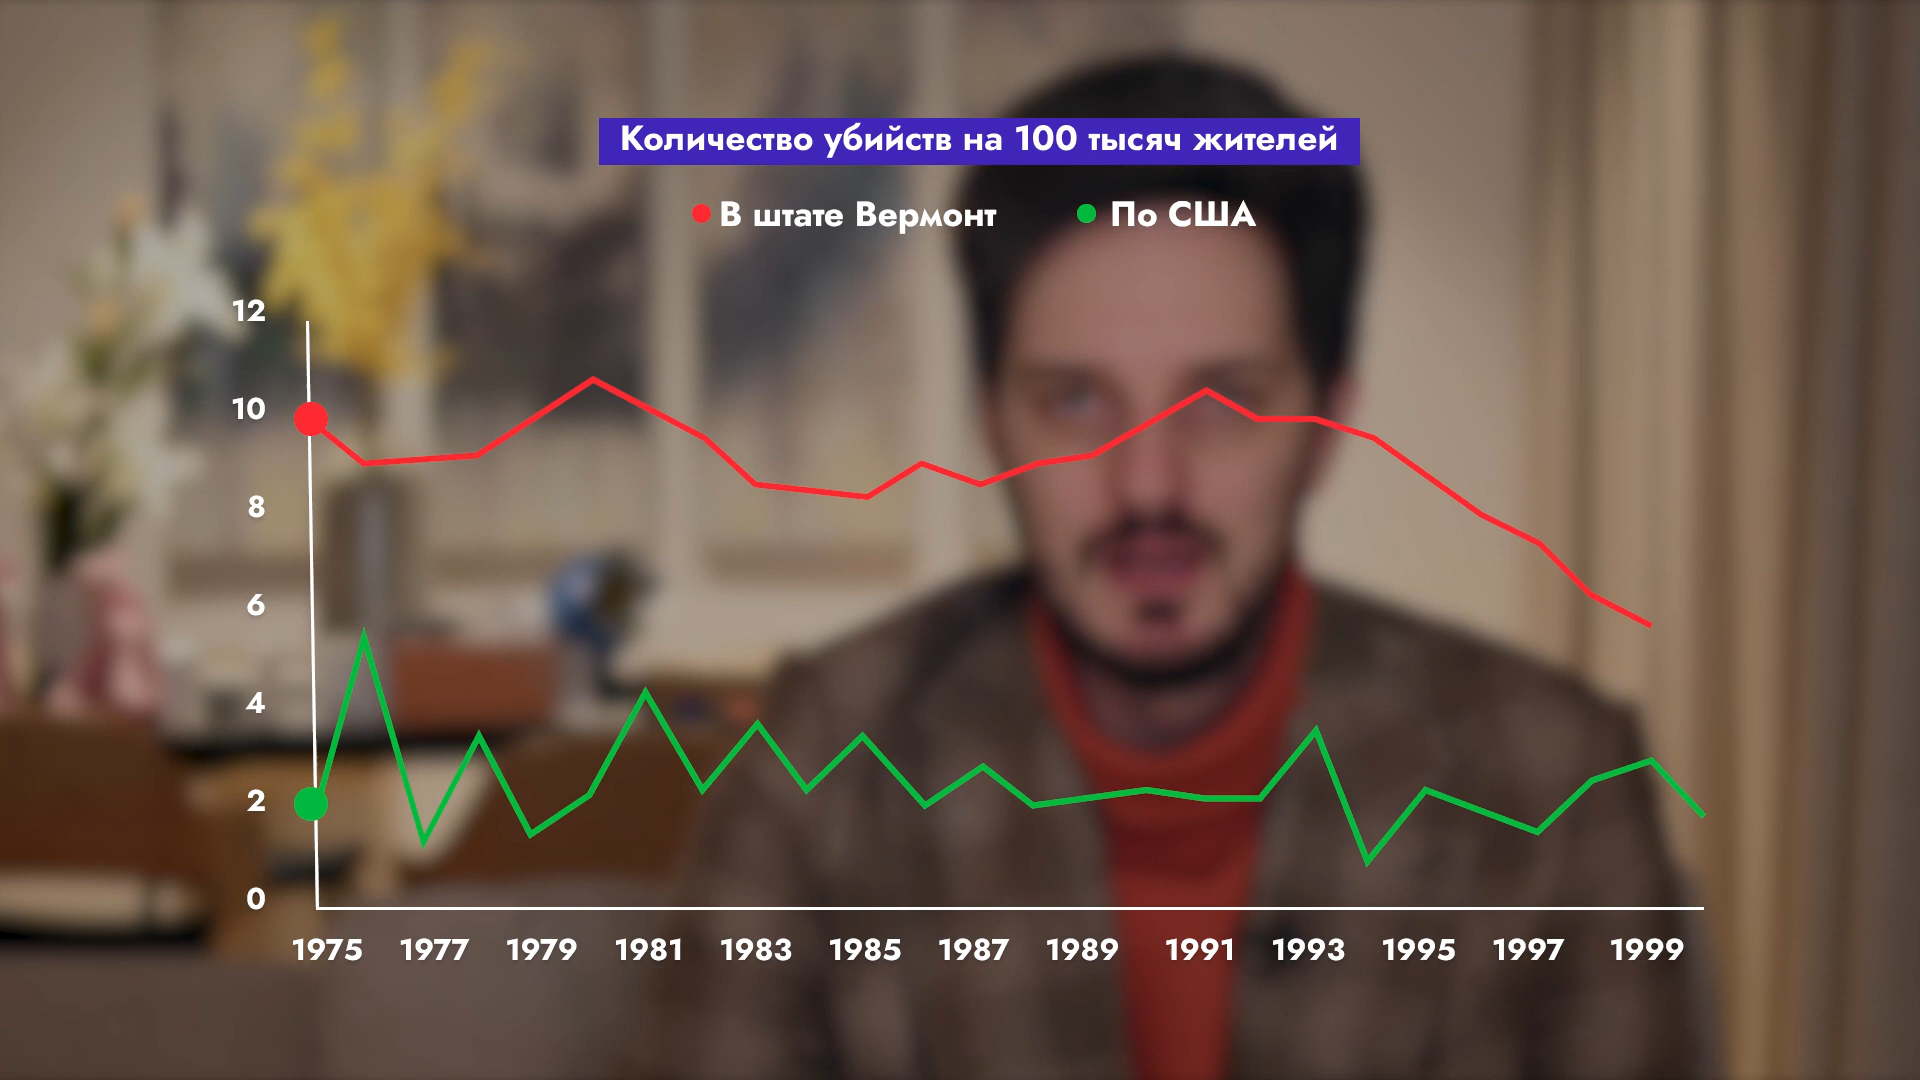 Количество убийств на 100 тысяч жителей
В штате Вермонт
По США
12
10
8
6
4
2
0
1975 1977 1979 1981 1983 1985 1987 1989 1991 1993 1995 1997 1999